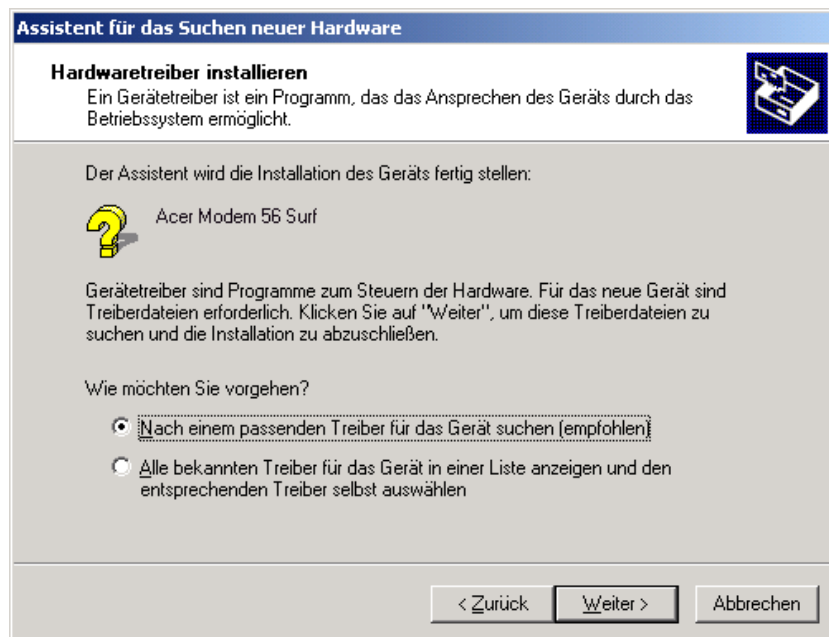 Assistent für das Suchen neuer Hardware
Hardwaretreiber installieren
Ein Gerätetreiber ist ein Programm, das das Ansprechen des Geräts durch das
Betriebssystem ermöglicht.
Der Assistent wird die Installation des Geräts fertig stellen:
Acer Modem 56 Surf
Gerätetreiber sind Programme zum Steuern der Hardware. Für das neue Gerät sind
Treiberdateien erforderlich. Klicken Sie auf "Weiter", um diese Treiberdateien zu
suchen und die Installation zu abzuschließen.
Wie möchten Sie vorgehen?
Nach einem passenden Treiber für das Gerät suchen (empfohlen)
Alle bekannten Treiber für das Gerät in einer Liste anzeigen und den
entsprechenden Treiber selbst auswählen
< Zurück Weiter > Abbrechen